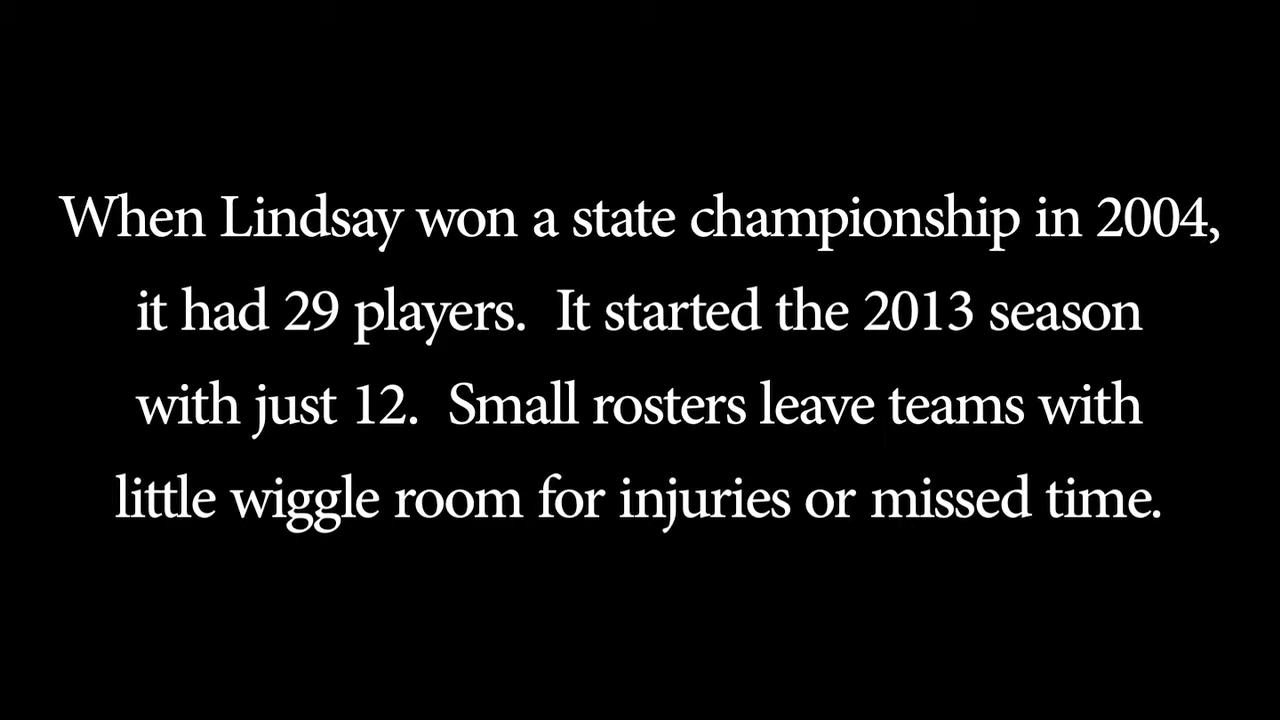 When Lindsay won a state championship in 2004,
it had 29 players.  It started the 2013 season
with just 12.  Small rosters leave teams with
little wiggle room for injuries or missed time.